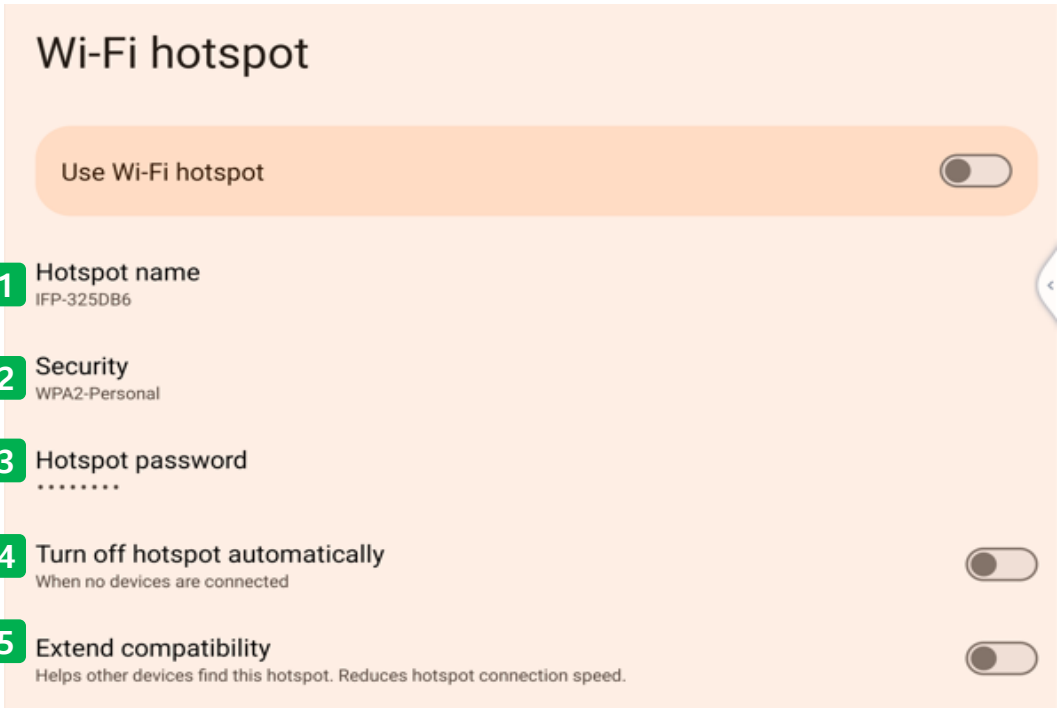 Wi-Fi hotspot
Use Wi-Fi hotspot
1 Hotspot name
IFP-325DB6
2 Security
WPA2-Personal
3 Hotspot password
••••••••
4 Turn off hotspot automatically
When no devices are connected
5 Extend compatibility
Helps other devices find this hotspot. Reduces hotspot connection speed.